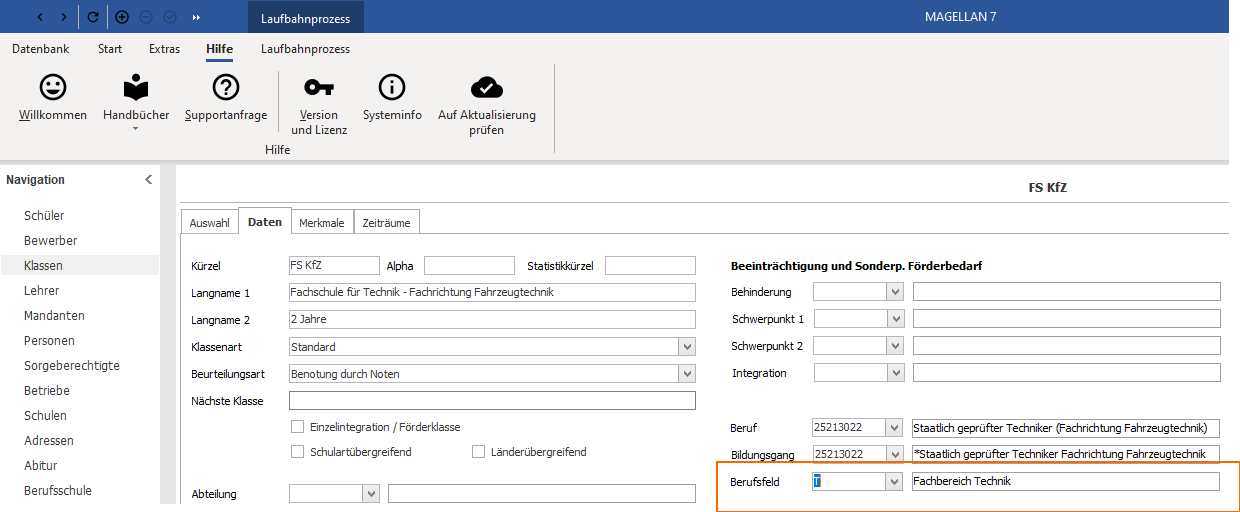 Laufbahnprozess
MAGELLAN 7
Datenbank Start Extras Hilfe Laufbahnprozess
Willkommen Handbücher Supportanfrage Version und Lizenz Systeminfo Auf Aktualisierung prüfen
Hilfe
Navigation
Schüler
Bewerber
Klassen
Lehrer
Mandanten
Personen
Sorgeberechtigte
Betriebe
Schulen
Adressen
Abitur
Berufsschule
FS KfZ
Auswahl Daten Merkmale Zeiträume
Kürzel FS KfZ Alpha Statistikkürzel
Langname 1 Fachschule für Technik - Fachrichtung Fahrzeugtechnik
Langname 2 2 Jahre
Klassenart Standard
Beurteilungsart Benotung durch Noten
Nächste Klasse
Einzelintegration / Förderklasse
Schulartübergreifend Länderübergreifend
Abteilung
Beeinträchtigung und Sonderp. Förderbedarf
Behinderung
Schwerpunkt 1
Schwerpunkt 2
Integration
Beruf 25213022 Staatlich geprüfter Techniker (Fachrichtung Fahrzeugtechnik)
Bildungsgang 25213022 *Staatlich geprüfter Techniker Fachrichtung Fahrzeugtechnik
Berufsfeld T Fachbereich Technik